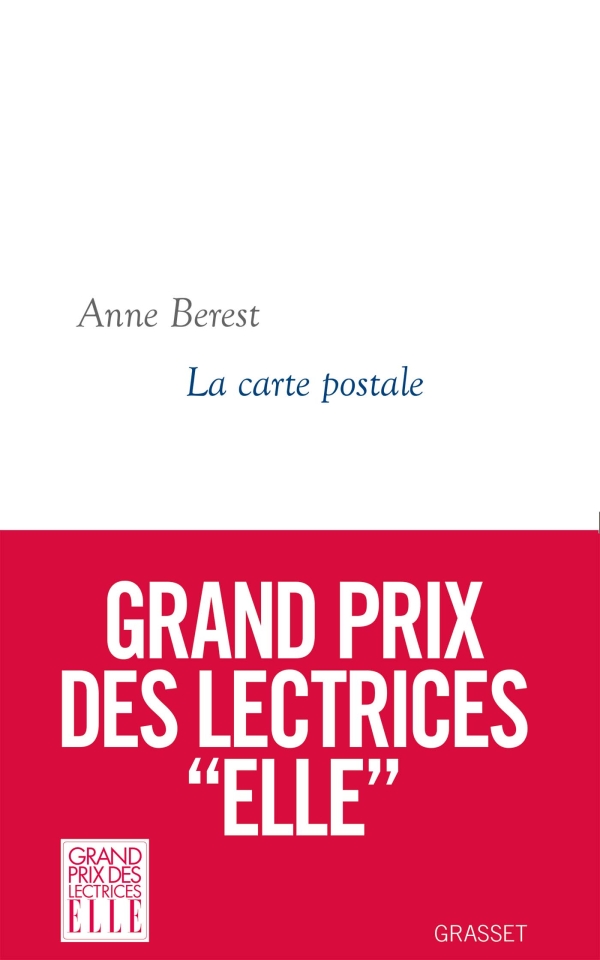 Anne Berest
La carte postale
GRAND PRIX
DES LECTRICES
“ELLE”
GRAND
PRIX DES
LECTRICES
ELLE
GRASSET